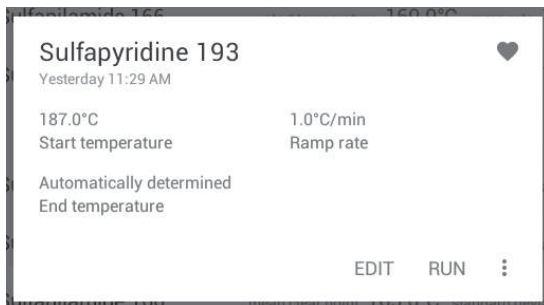 Sulfapyridine 193
Yesterday 11:29 AM
187.0°C
Start temperature
1.0°C/min
Ramp rate
Automatically determined
End temperature
EDIT
RUN